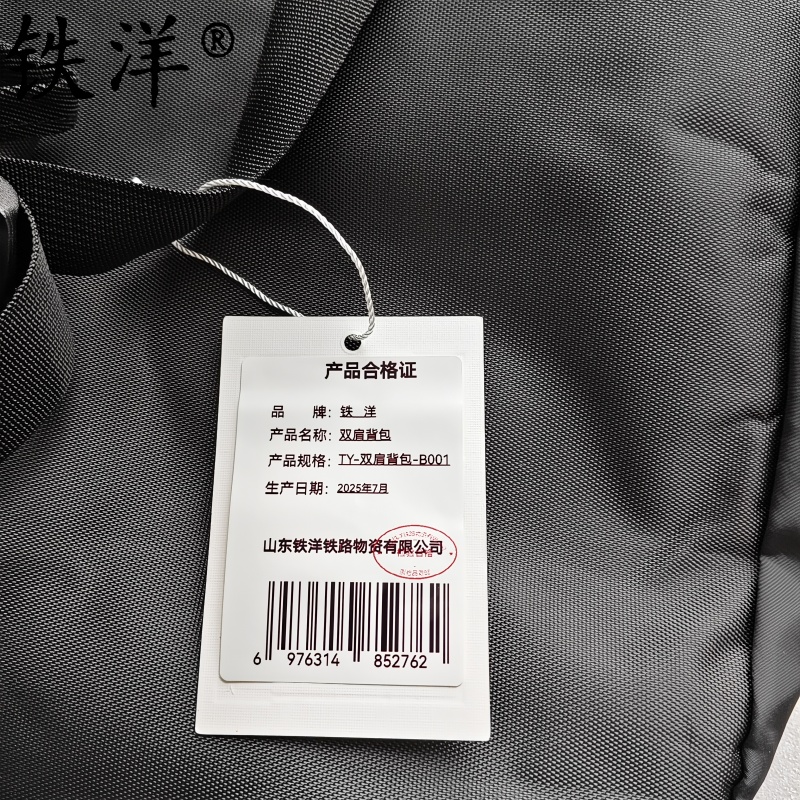 铁洋®
产品合格证
品 牌: 铁 洋
产品名称: 双肩背包
产品规格: TY-双肩背包-B001
生产日期: 2025年7月
山东铁洋铁路物资有限公司
6 976314 852762